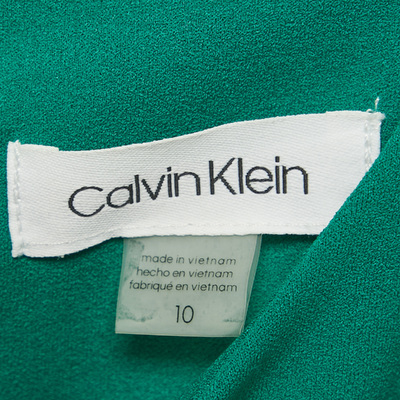 Calvin Klein
made in vietnam
hecho en vietnam
fabriqué en vietnam
10